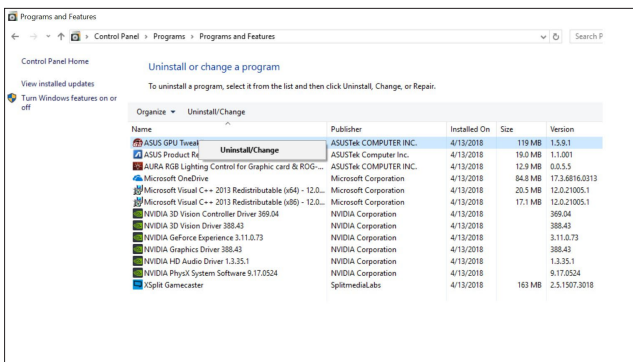 Programs and Features
Control Panel > Programs > Programs and Features
Search P
Control Panel Home
View installed updates
Turn Windows features on or
off
Uninstall or change a program
To uninstall a program, select it from the list and then click Uninstall, Change, or Repair.
Organize Uninstall/Change
Name Publisher Installed On Size Version
ASUS GPU Tweak ASUSTek COMPUTER INC. 4/13/2018 119 MB 1.5.9.1
Uninstall/Change
ASUS Product Re ASUSTek Computer Inc. 4/13/2018 19.0 MB 1.1.001
AURA RGB Lighting Control for Graphic card & ROG-... ASUSTek COMPUTER INC. 4/13/2018 12.9 MB 0.0.5.5
Microsoft OneDrive Microsoft Corporation 4/13/2018 84.8 MB 17.3.6816.0313
Microsoft Visual C++ 2013 Redistributable (x64) - 12.0... Microsoft Corporation 4/13/2018 20.5 MB 12.0.21005.1
Microsoft Visual C++ 2013 Redistributable (x86) - 12.0... Microsoft Corporation 4/13/2018 17.1 MB 12.0.21005.1
NVIDIA 3D Vision Controller Driver 369.04 NVIDIA Corporation 4/13/2018 369.04
NVIDIA 3D Vision Driver 388.43 NVIDIA Corporation 4/13/2018 388.43
NVIDIA GeForce Experience 3.11.0.73 NVIDIA Corporation 4/13/2018 3.11.0.73
NVIDIA Graphics Driver 388.43 NVIDIA Corporation 4/13/2018 388.43
NVIDIA HD Audio Driver 1.3.35.1 NVIDIA Corporation 4/13/2018 1.3.35.1
NVIDIA PhysX System Software 9.17.0524 NVIDIA Corporation 4/13/2018 9.17.0524
XSplit Gamecaster SplitmediaLabs 4/13/2018 163 MB 2.5.1507.3018